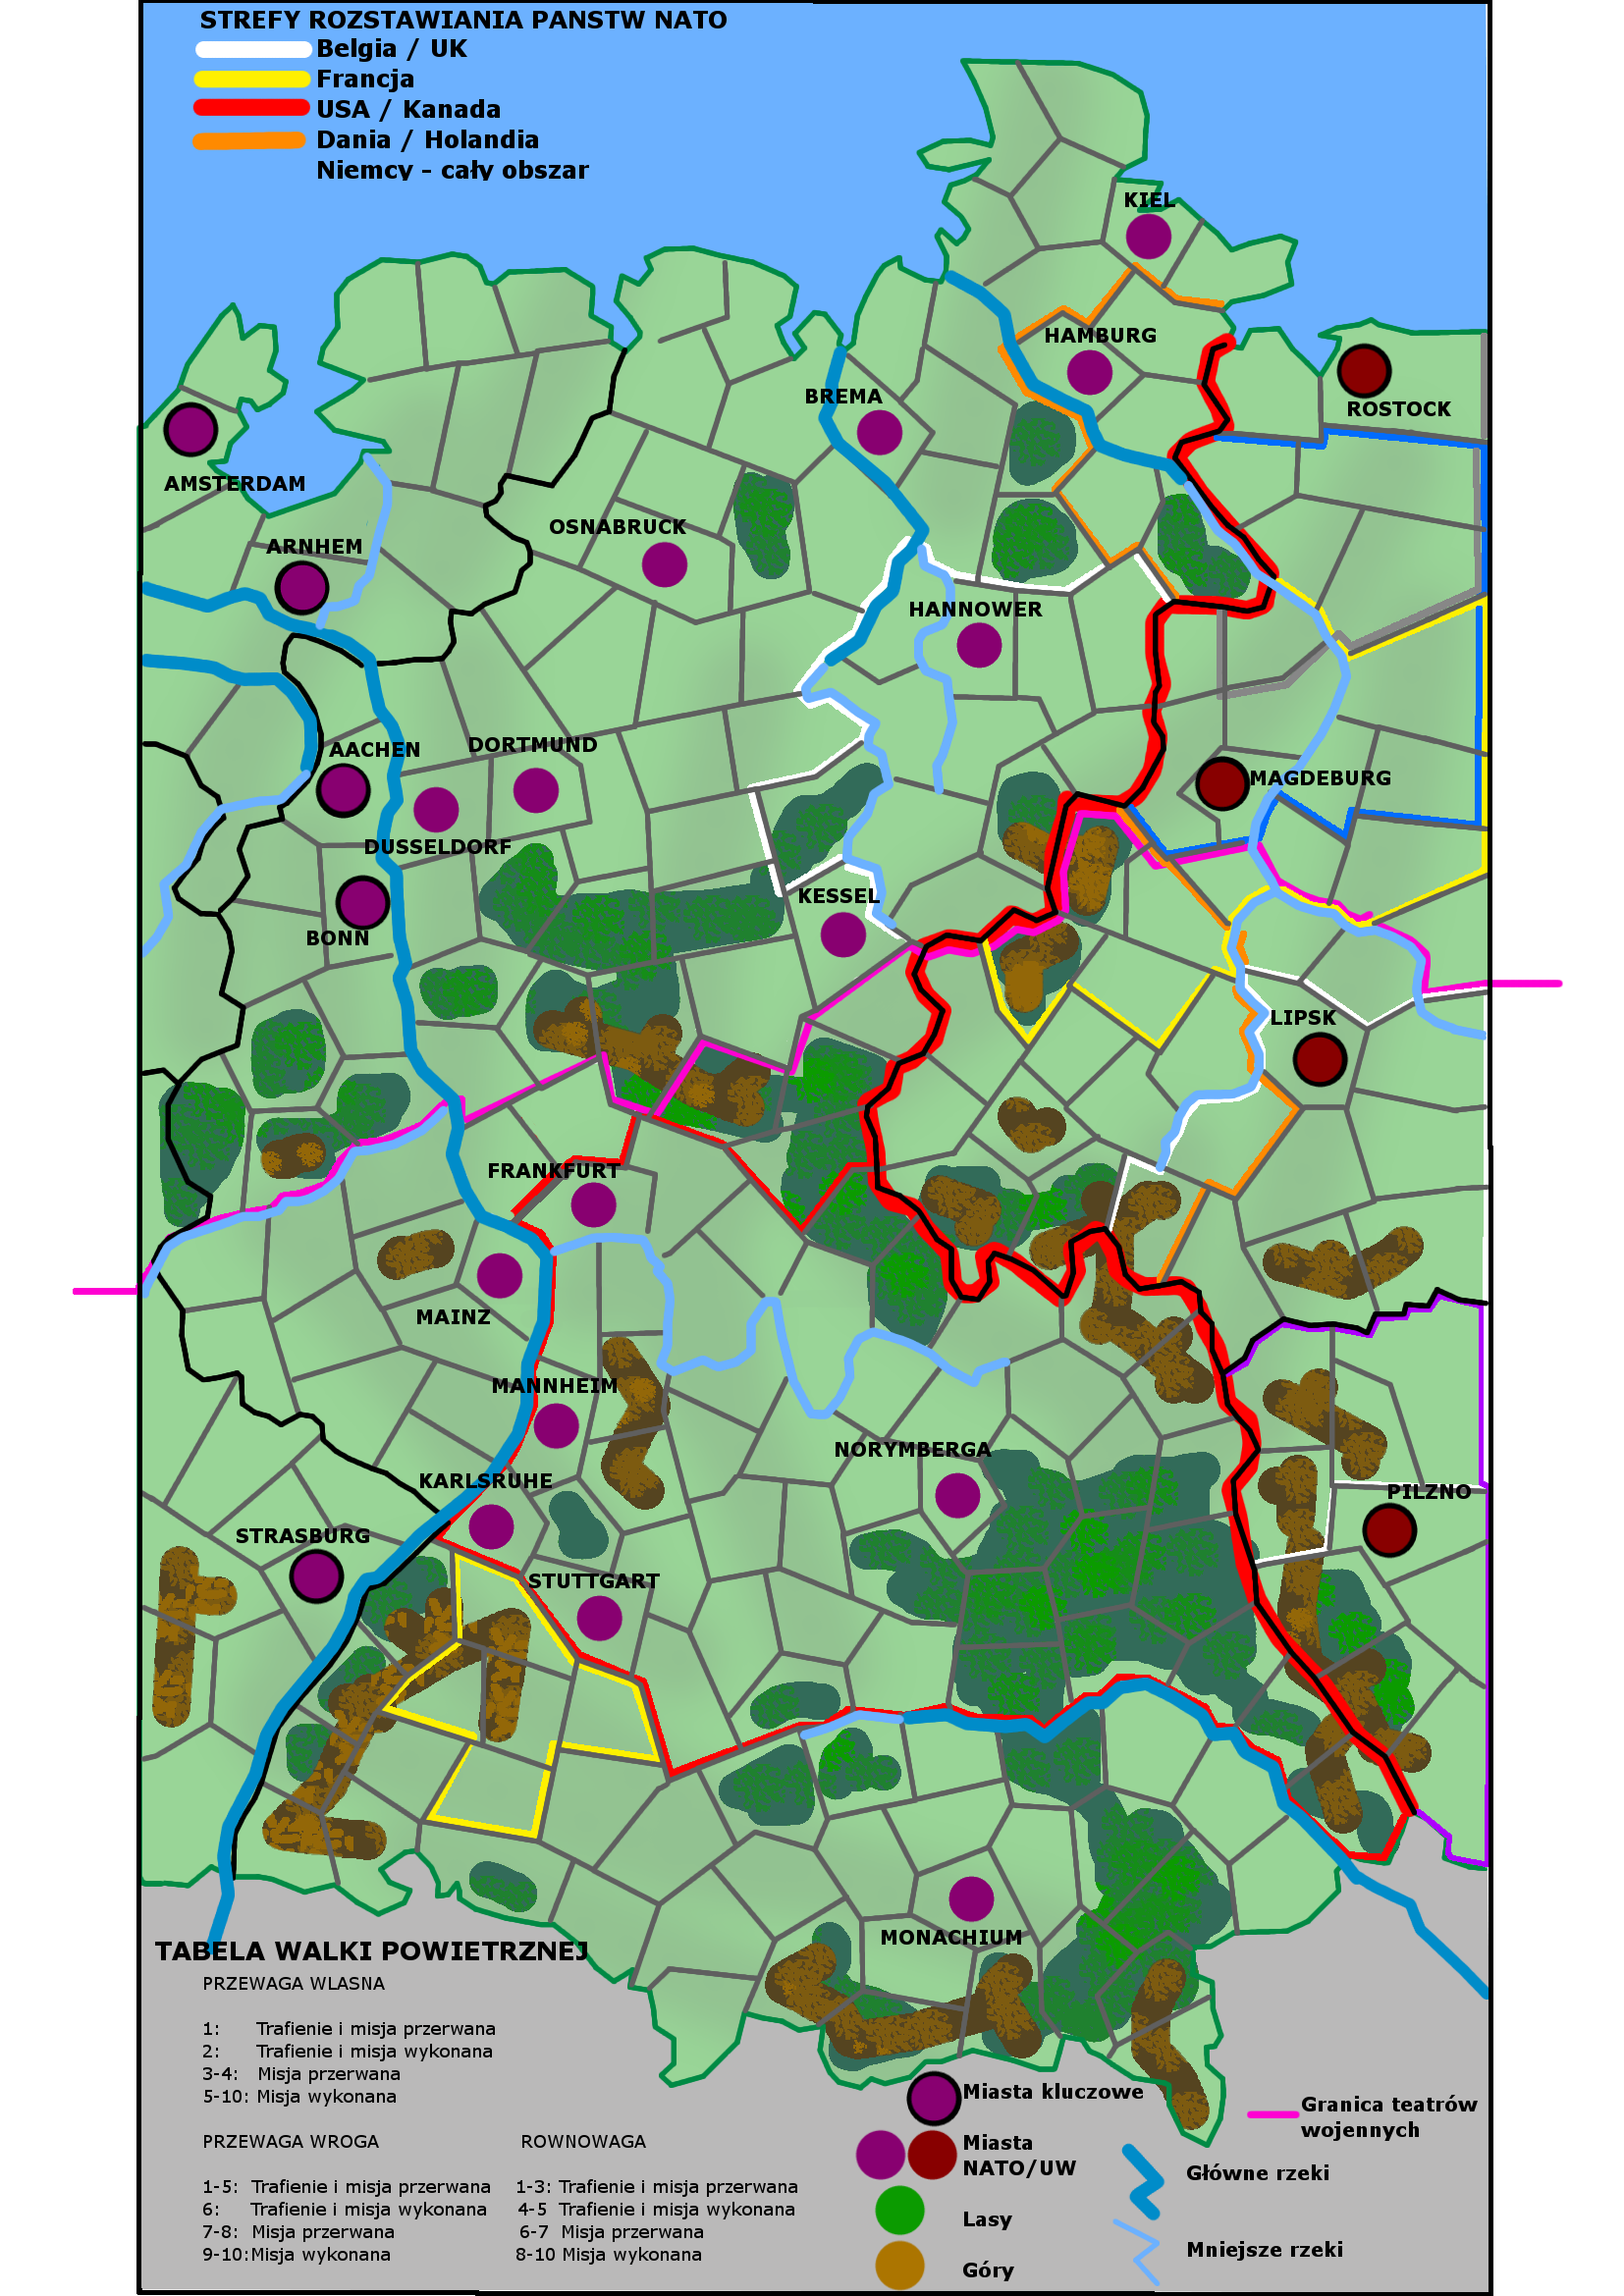 STREFY ROZSTAWIANIA PANSTW NATO
Belgia / UK
Francja
USA / Kanada
Dania / Holandia
Niemcy - cały obszar
KIEL
HAMBURG
BREMA
ROSTOCK
AMSTERDAM
OSNABRUCK
ARNHEM
HANNOWER
AACHEN
DORTMUND
MAGDEBURG
DUSSELDORF
KESSEL
BONN
LIPSK
FRANKFURT
MAINZ
MANNHEIM
NORYMBERGA
KARLSRUHE
PILZNO
STRASBURG
STUTTGART
MONACHIUM
TABELA WALKI POWIETRZNEJ
PRZEWAGA WLASNA
1: Trafienie i misja przerwana
2: Trafienie i misja wykonana
3-4: Misja przerwana
5-10: Misja wykonana
PRZEWAGA WROGA
1-5: Trafienie i misja przerwana
6: Trafienie i misja wykonana
7-8: Misja przerwana
9-10:Misja wykonana
ROWNOWAGA
1-3: Trafienie i misja przerwana
4-5 Trafienie i misja wykonana
6-7 Misja przerwana
8-10 Misja wykonana
Miasta kluczowe
Miasta
NATO/UW
Lasy
Góry
Granica teatrów
wojennych
Główne rzeki
Mniejsze rzeki